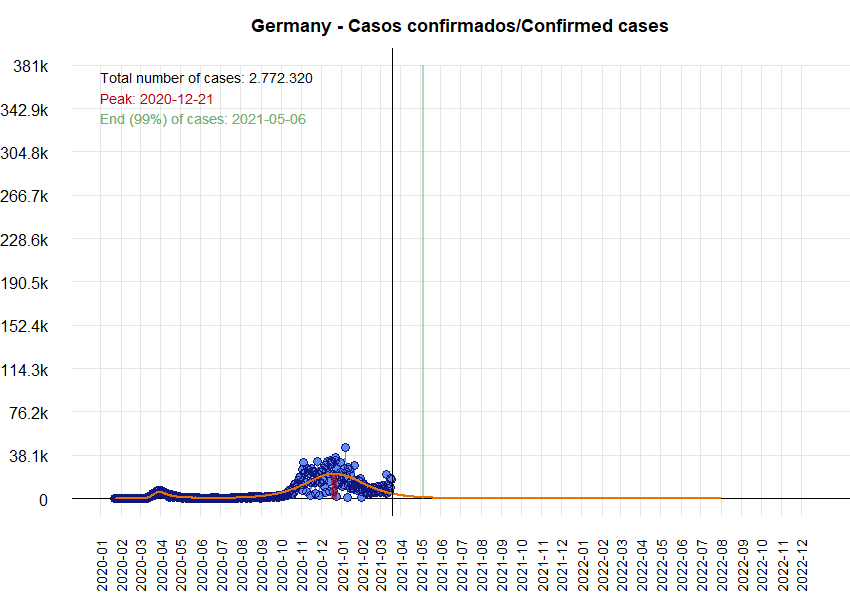 Germany - Casos confirmados/Confirmed cases
381k
342.9k
304.8k
266.7k
228.6k
190.5k
152.4k
114.3k
76.2k
38.1k
0
Total number of cases: 2.772.320
Peak: 2020-12-21
End (99%) of cases: 2021-05-06
2020-01
2020-02
2020-03
2020-04
2020-05
2020-06
2020-07
2020-08
2020-09
2020-10
2020-11
2020-12
2021-01
2021-02
2021-03
2021-04
2021-05
2021-06
2021-07
2021-08
2021-09
2021-10
2021-11
2021-12
2022-01
2022-02
2022-03
2022-04
2022-05
2022-06
2022-07
2022-08
2022-09
2022-10
2022-11
2022-12